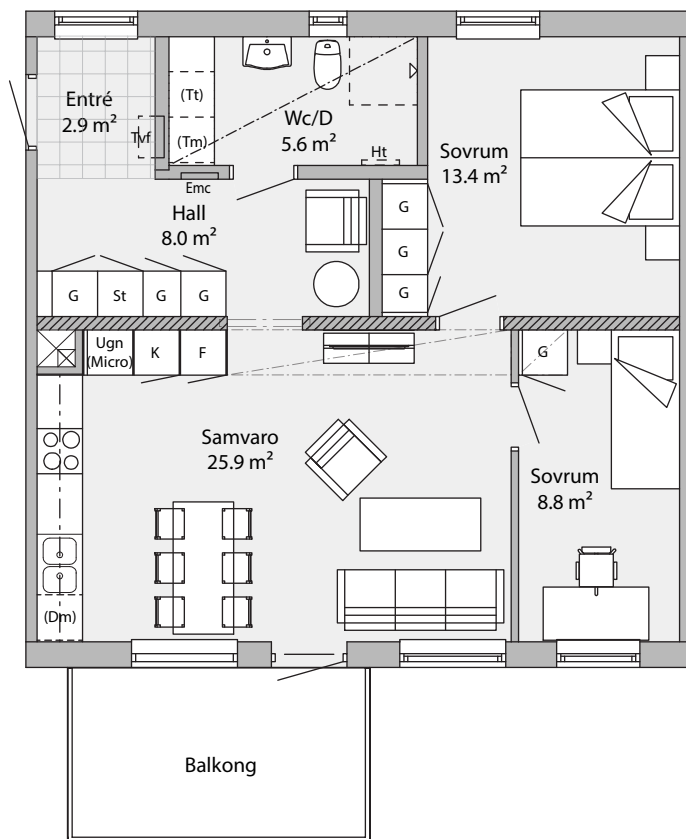 Entré
2.9 m²
Tvf
(Tt)
(Tm)
Wc/D
5.6 m²
Ht
Sovrum
13.4 m²
Emc
Hall
8.0 m²
G
G
G
G
St
G
G
Ugn
(Micro)
K
F
G
Samvaro
25.9 m²
Sovrum
8.8 m²
(Dm)
Balkong